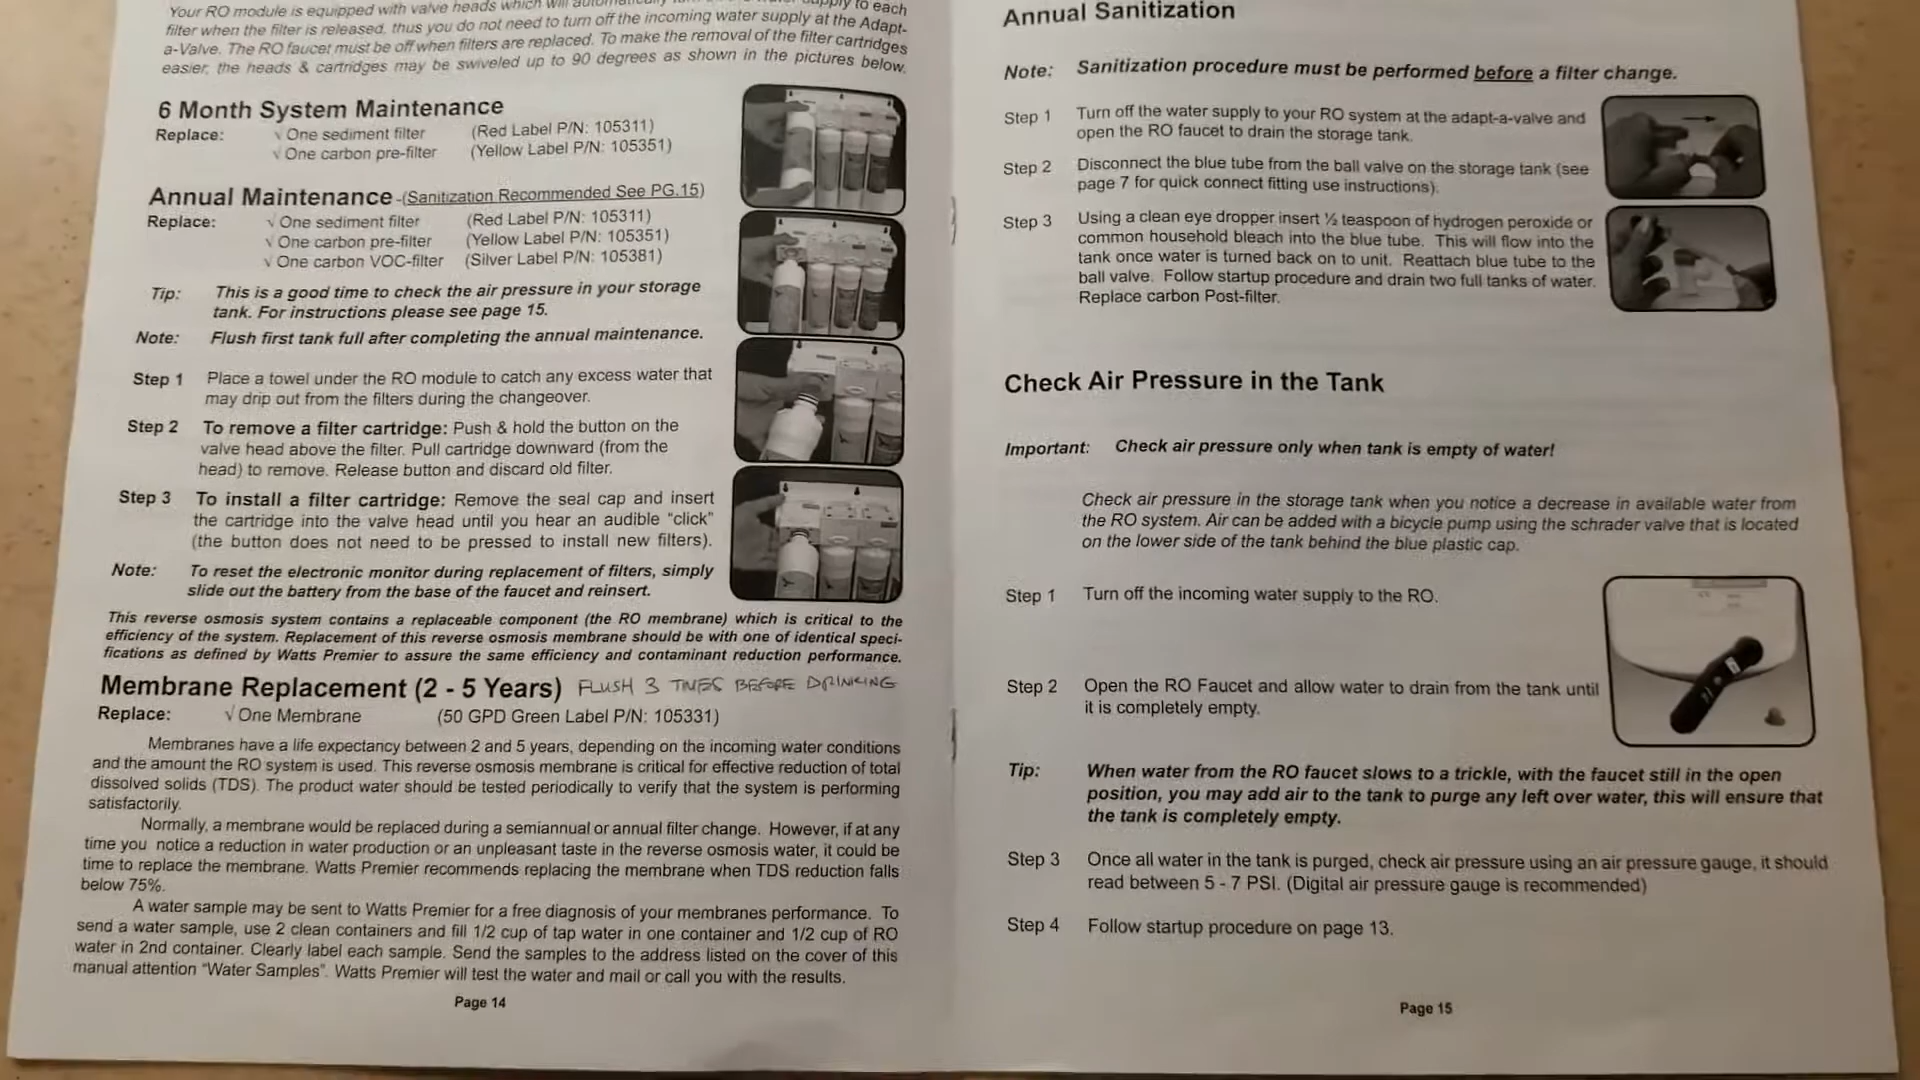 Your RO module is equipped with valve heads which will automatically supply to each
filter when the filter is released, thus you do not need to turn off the incoming water supply at the Adapt-
a-Valve. The RO faucet must be off when filters are replaced. To make the removal of the filter cartridges
easier, the heads & cartridges may be swiveled up to 90 degrees as shown in the pictures below.
6 Month System Maintenance
Replace: √ One sediment filter (Red Label P/N: 105311)
√ One carbon pre-filter (Yellow Label P/N: 105351)
Annual Maintenance -(Sanitization Recommended See PG.15)
Replace: √ One sediment filter (Red Label P/N: 105311)
√ One carbon pre-filter (Yellow Label P/N: 105351)
√ One carbon VOC-filter (Silver Label P/N: 105381)
Tip: This is a good time to check the air pressure in your storage
tank. For instructions please see page 15.
Note: Flush first tank full after completing the annual maintenance.
Step 1 Place a towel under the RO module to catch any excess water that
may drip out from the filters during the changeover.
Step 2 To remove a filter cartridge: Push & hold the button on the
valve head above the filter. Pull cartridge downward (from the
head) to remove. Release button and discard old filter.
Step 3 To install a filter cartridge: Remove the seal cap and insert
the cartridge into the valve head until you hear an audible “click”
(the button does not need to be pressed to install new filters).
Note: To reset the electronic monitor during replacement of filters, simply
slide out the battery from the base of the faucet and reinsert.
This reverse osmosis system contains a replaceable component (the RO membrane) which is critical to the
efficiency of the system. Replacement of this reverse osmosis membrane should be with one of identical speci-
fications as defined by Watts Premier to assure the same efficiency and contaminant reduction performance.
Membrane Replacement (2 - 5 Years) FLUSH 3 TIMES BEFORE DRINKING
Replace: √ One Membrane (50 GPD Green Label P/N: 105331)
Membranes have a life expectancy between 2 and 5 years, depending on the incoming water conditions
and the amount the RO system is used. This reverse osmosis membrane is critical for effective reduction of total
dissolved solids (TDS). The product water should be tested periodically to verify that the system is performing
satisfactorily.
Normally, a membrane would be replaced during a semiannual or annual filter change. However, if at any
time you notice a reduction in water production or an unpleasant taste in the reverse osmosis water, it could be
time to replace the membrane. Watts Premier recommends replacing the membrane when TDS reduction falls
below 75%.
A water sample may be sent to Watts Premier for a free diagnosis of your membranes performance. To
send a water sample, use 2 clean containers and fill 1/2 cup of tap water in one container and 1/2 cup of RO
water in 2nd container. Clearly label each sample. Send the samples to the address listed on the cover of this
manual attention “Water Samples”. Watts Premier will test the water and mail or call you with the results.
Page 14
Annual Sanitization
Note: Sanitization procedure must be performed before a filter change.
Step 1 Turn off the water supply to your RO system at the adapt-a-valve and
open the RO faucet to drain the storage tank.
Step 2 Disconnect the blue tube from the ball valve on the storage tank (see
page 7 for quick connect fitting use instructions).
Step 3 Using a clean eye dropper insert ½ teaspoon of hydrogen peroxide or
common household bleach into the blue tube. This will flow into the
tank once water is turned back on to unit. Reattach blue tube to the
ball valve. Follow startup procedure and drain two full tanks of water.
Replace carbon Post-filter.
Check Air Pressure in the Tank
Important: Check air pressure only when tank is empty of water!
Check air pressure in the storage tank when you notice a decrease in available water from
the RO system. Air can be added with a bicycle pump using the schrader valve that is located
on the lower side of the tank behind the blue plastic cap.
Step 1 Turn off the incoming water supply to the RO.
Step 2 Open the RO Faucet and allow water to drain from the tank until
it is completely empty.
Tip: When water from the RO faucet slows to a trickle, with the faucet still in the open
position, you may add air to the tank to purge any left over water, this will ensure that
the tank is completely empty.
Step 3 Once all water in the tank is purged, check air pressure using an air pressure gauge, it should
read between 5 - 7 PSI. (Digital air pressure gauge is recommended)
Step 4 Follow startup procedure on page 13.
Page 15